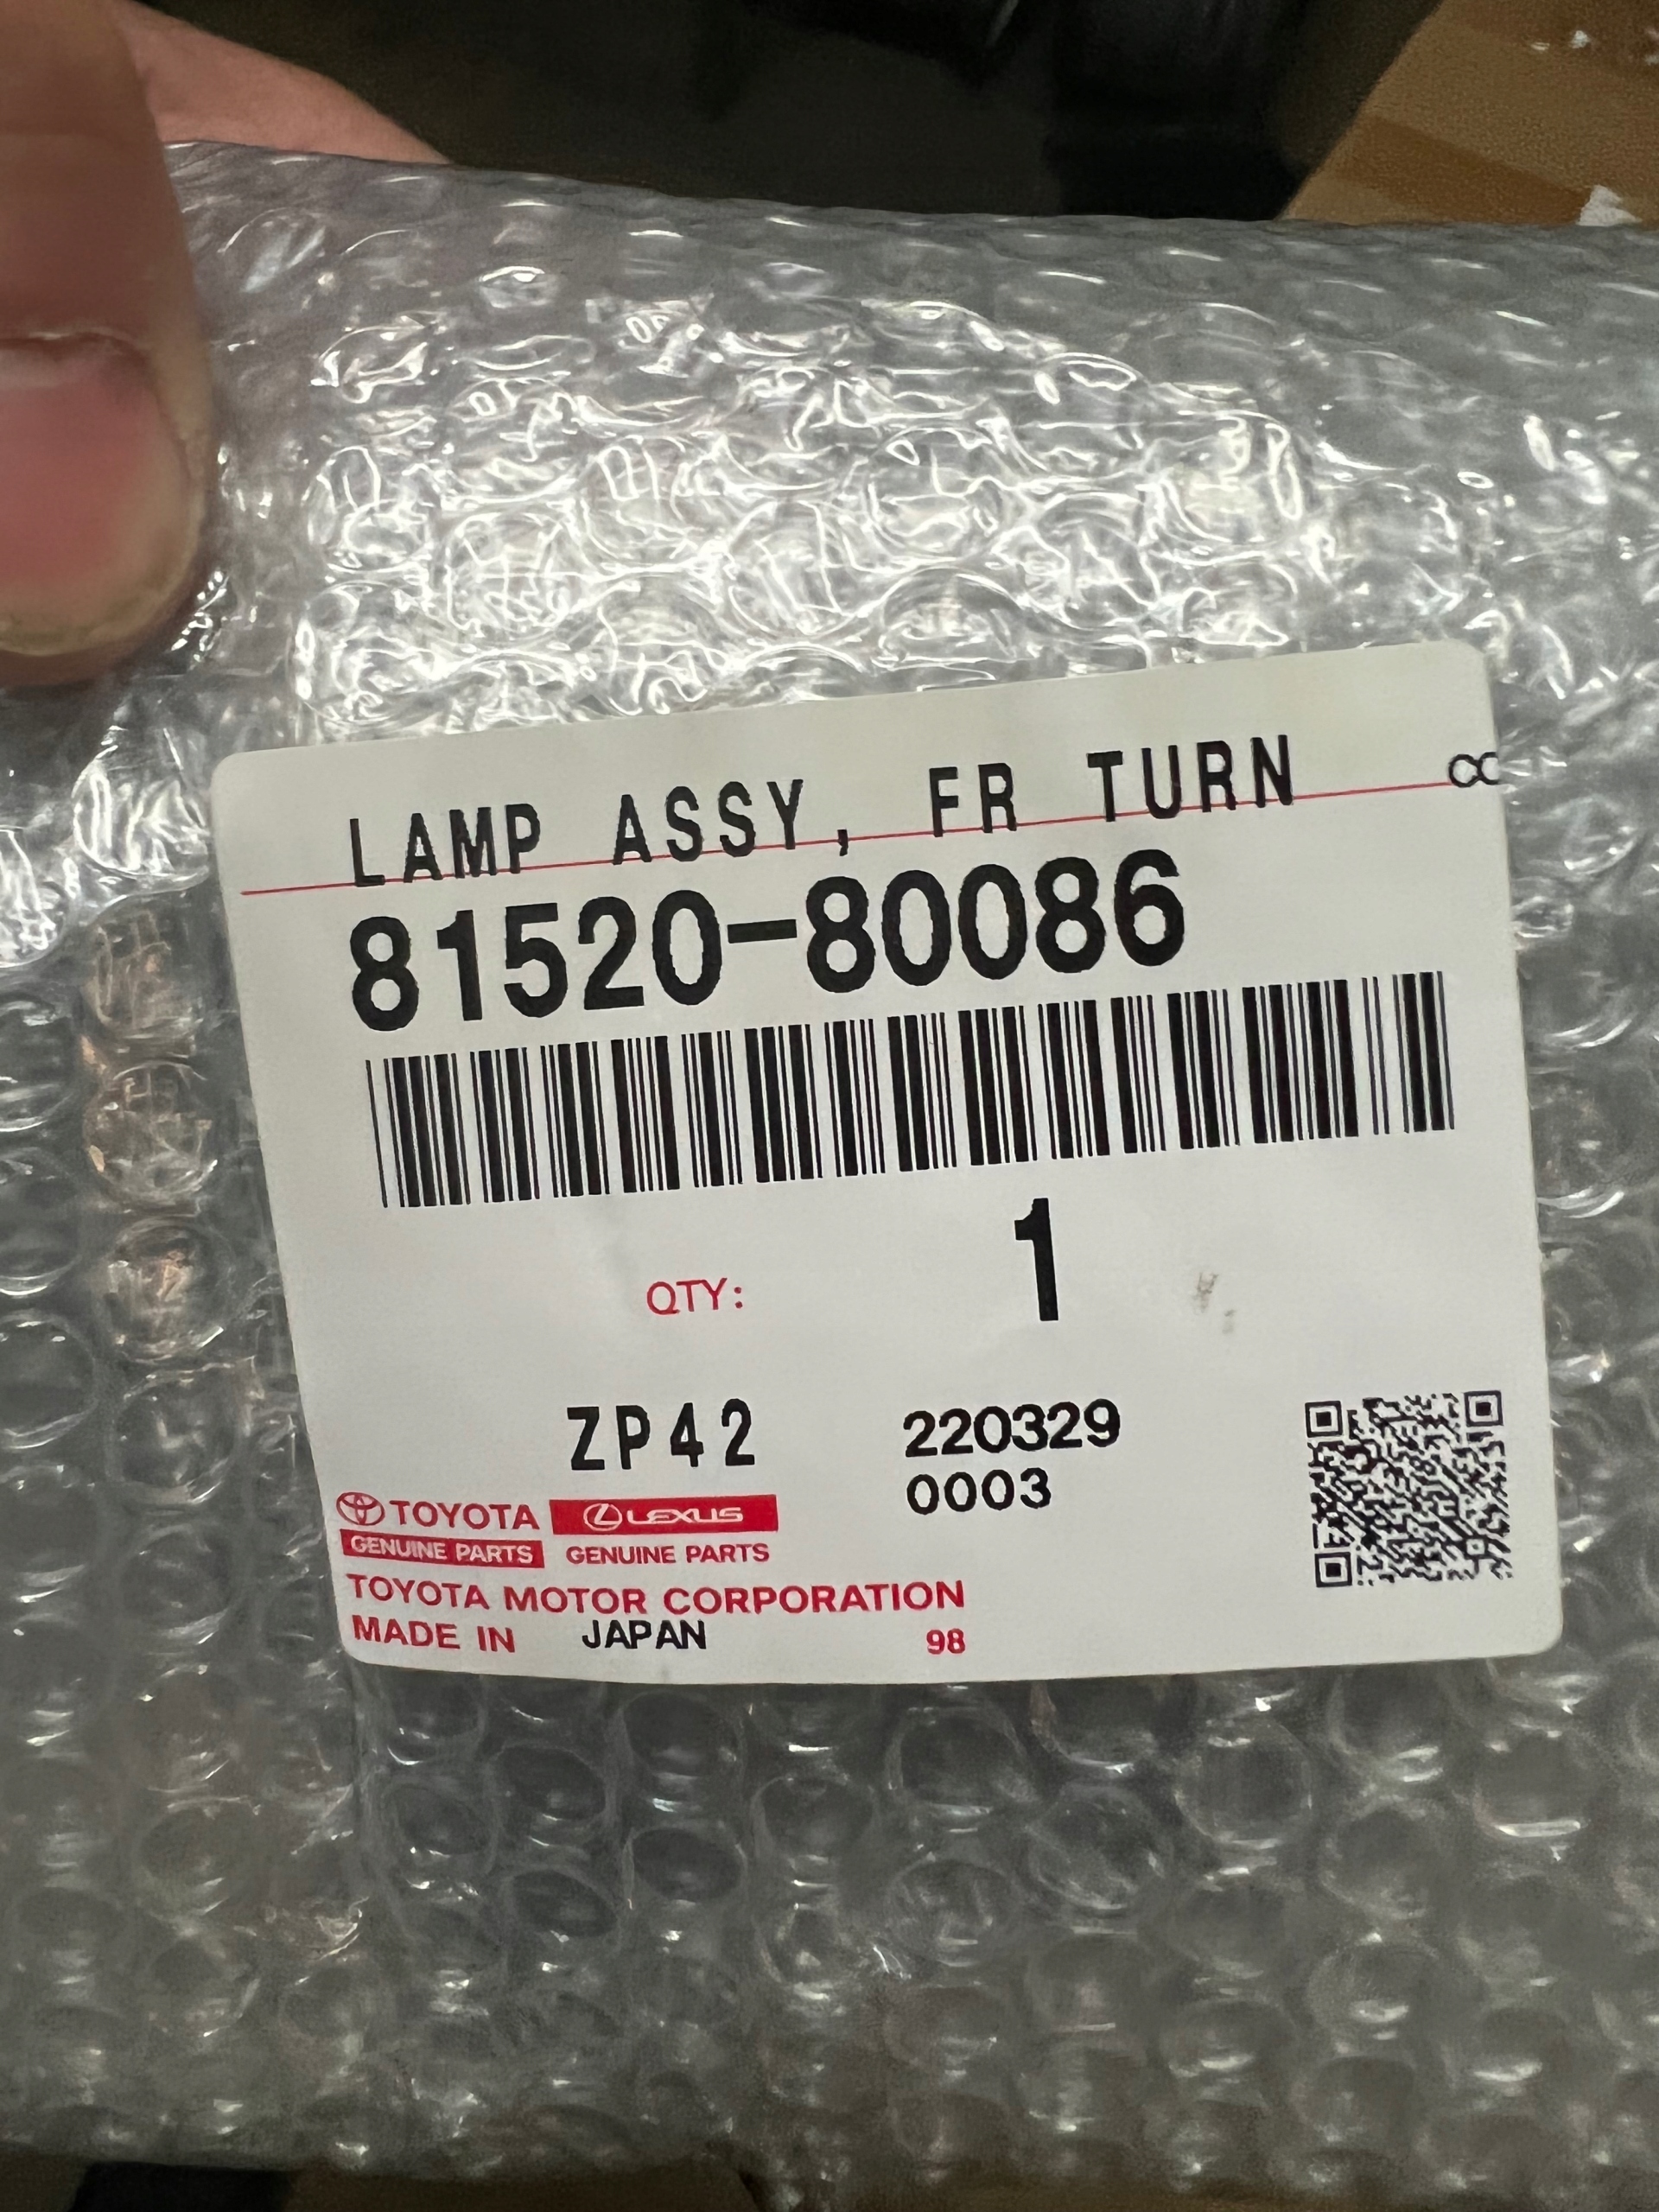 LAMP ASSY, FR TURN
81520-80086
QTY: 1
ZP42 220329
0003
TOYOTA LEXUS
GENUINE PARTS GENUINE PARTS
TOYOTA MOTOR CORPORATION
MADE IN JAPAN 98